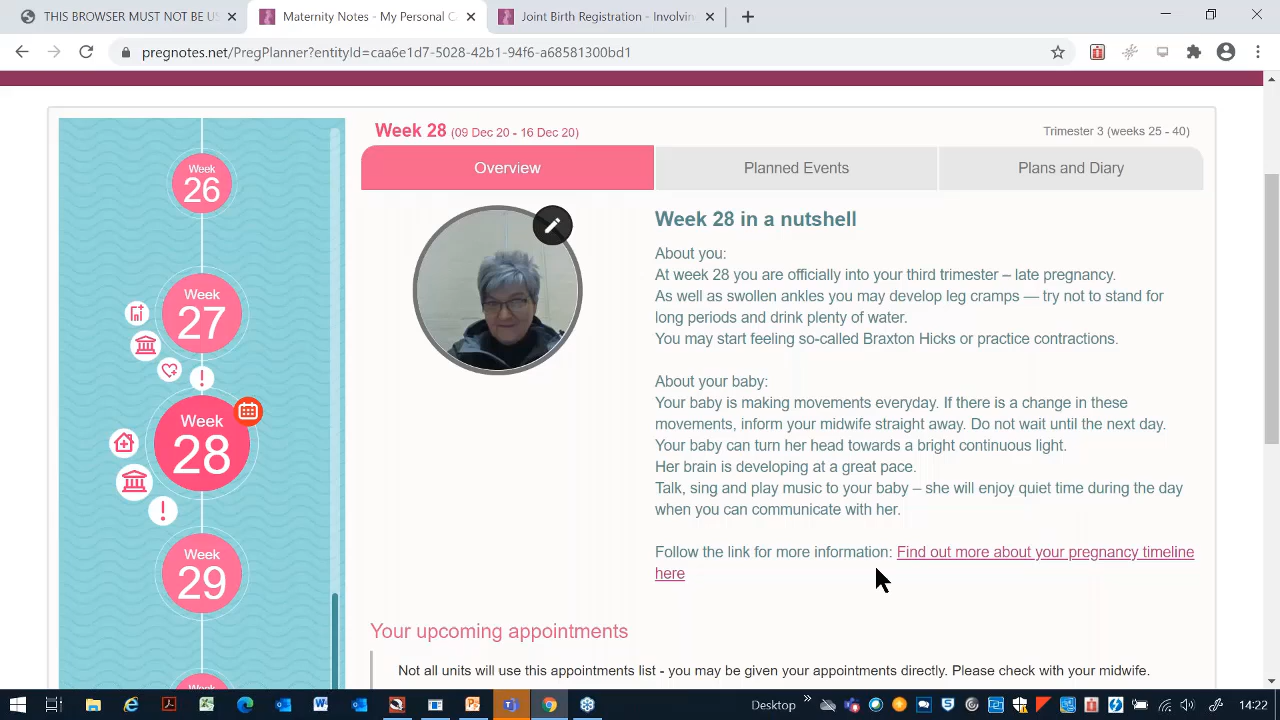 THIS BROWSER MUST NOT BE US
Maternity Notes - My Personal C
Joint Birth Registration - Involvin
pregnotes.net/PregPlanner?entityId=caa6e1d7-5028-42b1-94f6-a68581300bd1
Week 28 (09 Dec 20 - 16 Dec 20)
Trimester 3 (weeks 25 - 40)
Overview
Planned Events
Plans and Diary
Week
26
Week
27
Week
28
Week
29
Week
Week 28 in a nutshell
About you:
At week 28 you are officially into your third trimester – late pregnancy.
As well as swollen ankles you may develop leg cramps — try not to stand for
long periods and drink plenty of water.
You may start feeling so-called Braxton Hicks or practice contractions.
About your baby:
Your baby is making movements everyday. If there is a change in these
movements, inform your midwife straight away. Do not wait until the next day.
Your baby can turn her head towards a bright continuous light.
Her brain is developing at a great pace.
Talk, sing and play music to your baby – she will enjoy quiet time during the day
when you can communicate with her.
Follow the link for more information: Find out more about your pregnancy timeline
here
Your upcoming appointments
Not all units will use this appointments list - you may be given your appointments directly. Please check with your midwife.
Desktop
14:22